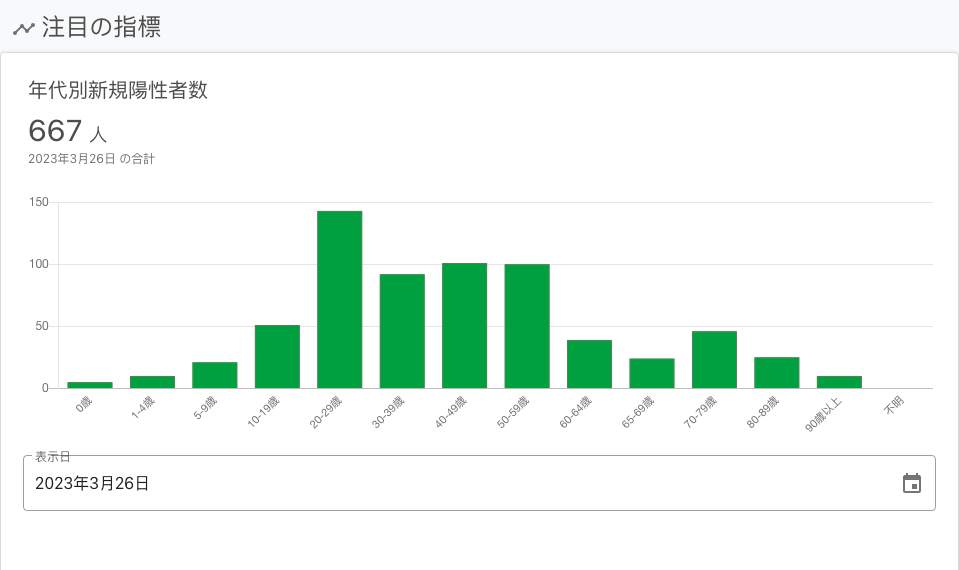 注目の指標
年代別新規陽性者数
667 人
2023年3月26日 の合計
150
100
50
0
0歳
1-4歳
5-9歳
10-19歳
20-29歳
30-39歳
40-49歳
50-59歳
60-64歳
65-69歳
70-79歳
80-89歳
90歳以上
不明
表示日
2023年3月26日